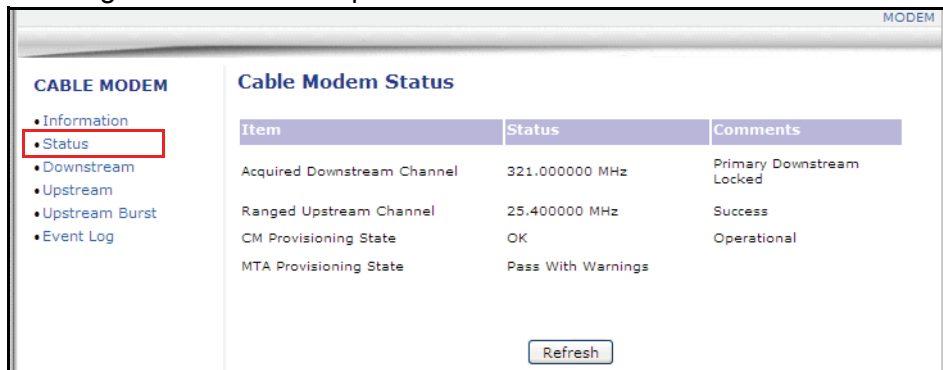 MODEM
CABLE MODEM
•Information
•Status
•Downstream
•Upstream
•Upstream Burst
•Event Log
Cable Modem Status
Item Status Comments
Acquired Downstream Channel 321.000000 MHz Primary Downstream
Locked
Ranged Upstream Channel 25.400000 MHz Success
CM Provisioning State OK Operational
MTA Provisioning State Pass With Warnings
Refresh